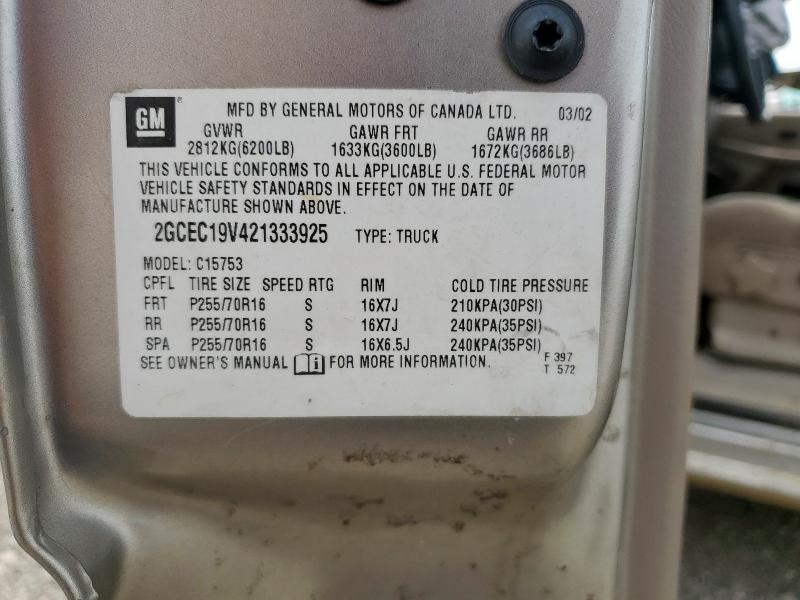 GM MFD BY GENERAL MOTORS OF CANADA LTD. 03/02
GVWR GAWR FRT GAWR RR
2812KG(6200LB) 1633KG(3600LB) 1672KG(3686LB)
THIS VEHICLE CONFORMS TO ALL APPLICABLE U.S. FEDERAL MOTOR
VEHICLE SAFETY STANDARDS IN EFFECT ON THE DATE OF
MANUFACTURE SHOWN ABOVE.
2GCEC19V421333925 TYPE: TRUCK
MODEL: C15753
CPFL TIRE SIZE SPEED RTG RIM COLD TIRE PRESSURE
FRT P255/70R16 S 16X7J 210KPA(30PSI)
RR P255/70R16 S 16X7J 240KPA(35PSI)
SPA P255/70R16 S 16X6.5J 240KPA(35PSI)
SEE OWNER'S MANUAL i FOR MORE INFORMATION. F 397
T 572